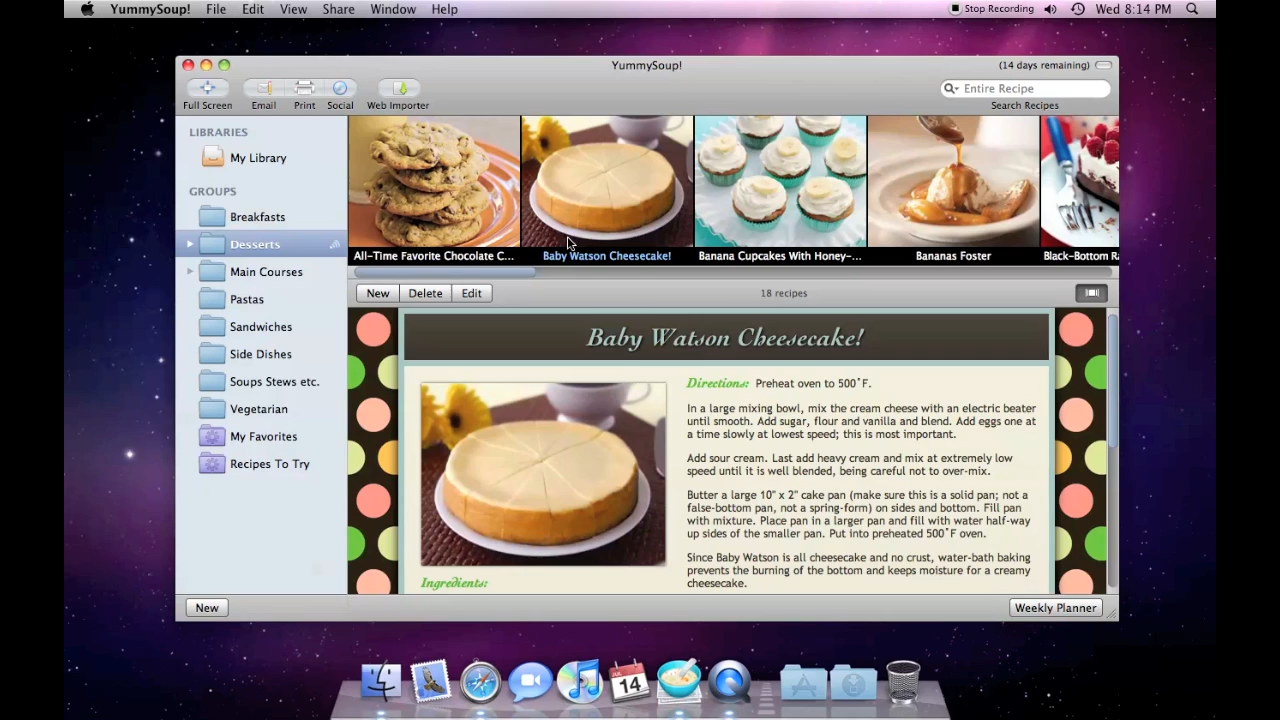 YummySoup! File Edit View Share Window Help Stop Recording Wed 8:14 PM
YummySoup! (14 days remaining)
Full Screen Email Print Social Web Importer Entire Recipe
Search Recipes
LIBRARIES
My Library
GROUPS
Breakfasts
Desserts
Main Courses
Pastas
Sandwiches
Side Dishes
Soups Stews etc.
Vegetarian
My Favorites
Recipes To Try
New
All-Time Favorite Chocolate C... Baby Watson Cheesecake! Banana Cupcakes With Honey-... Bananas Foster Black-Bottom Ra
New Delete Edit 18 recipes
Baby Watson Cheesecake!
Ingredients:
Directions: Preheat oven to 500˚F.
In a large mixing bowl, mix the cream cheese with an electric beater
until smooth. Add sugar, flour and vanilla and blend. Add eggs one at
a time slowly at lowest speed; this is most important.
Add sour cream. Last add heavy cream and mix at extremely low
speed until it is well blended, being careful not to over-mix.
Butter a large 10" x 2" cake pan (make sure this is a solid pan; not a
false-bottom pan, not a spring-form) on sides and bottom. Fill pan
with mixture. Place pan in a larger pan and fill with water half-way
up sides of the smaller pan. Put into preheated 500˚F oven.
Since Baby Watson is all cheesecake and no crust, water-bath baking
prevents the burning of the bottom and keeps moisture for a creamy
cheesecake.
Weekly Planner
JUL
14